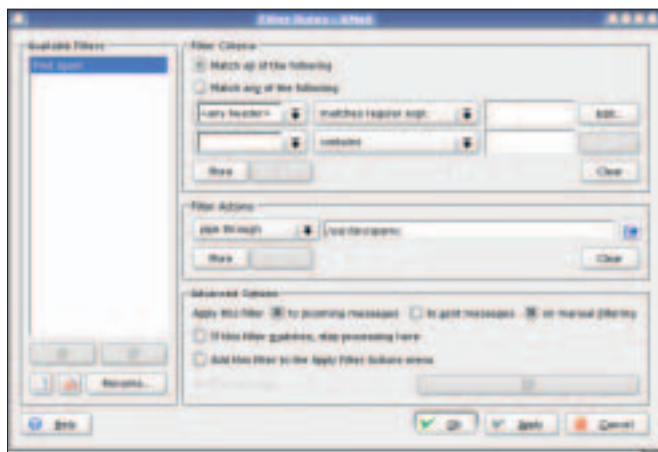 Filter Rules - KMail
Available Filters
Filter Criteria
Match all of the following
Match any of the following
<any header>
matches regular expr.
Edit...
contains
More
Clear
Filter Actions
pipe through
More
Clear
Advanced Options
Apply this filter to incoming messages to sent messages on manual filtering
If this filter matches, stop processing here
Add this filter to the Apply Filter Actions menu
Rename...
Help
Ok
Apply
Cancel